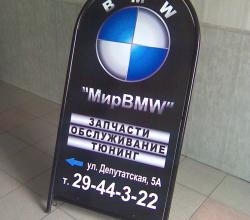 BMW
"МирBMW"
ЗАПЧАСТИ
ОБСЛУЖИВАНИЕ
ТЮНИНГ
ул. Депутатская, 5А
т. 29-44-3-22